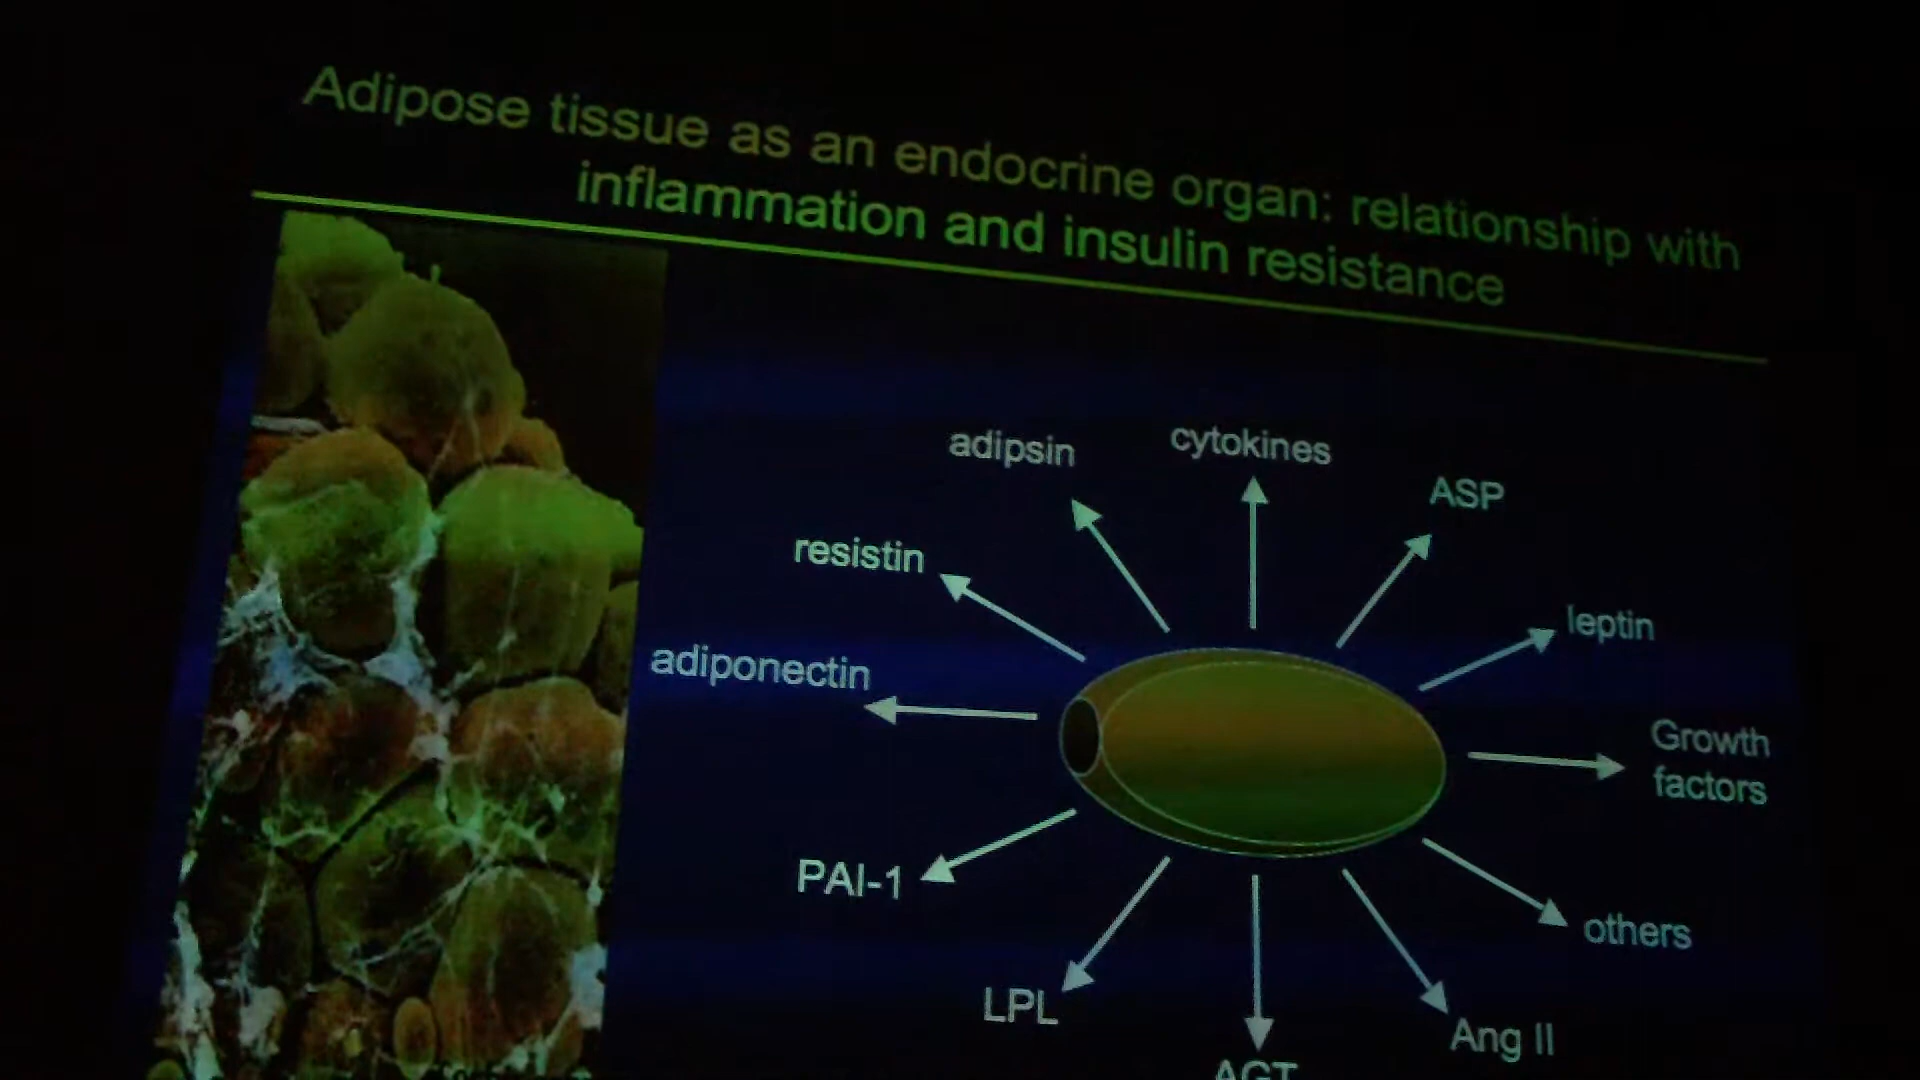 Adipose tissue as an endocrine organ: relationship with
inflammation and insulin resistance
adipsin
cytokines
ASP
resistin
leptin
adiponectin
Growth
factors
PAI-1
others
LPL
Ang II
AGT